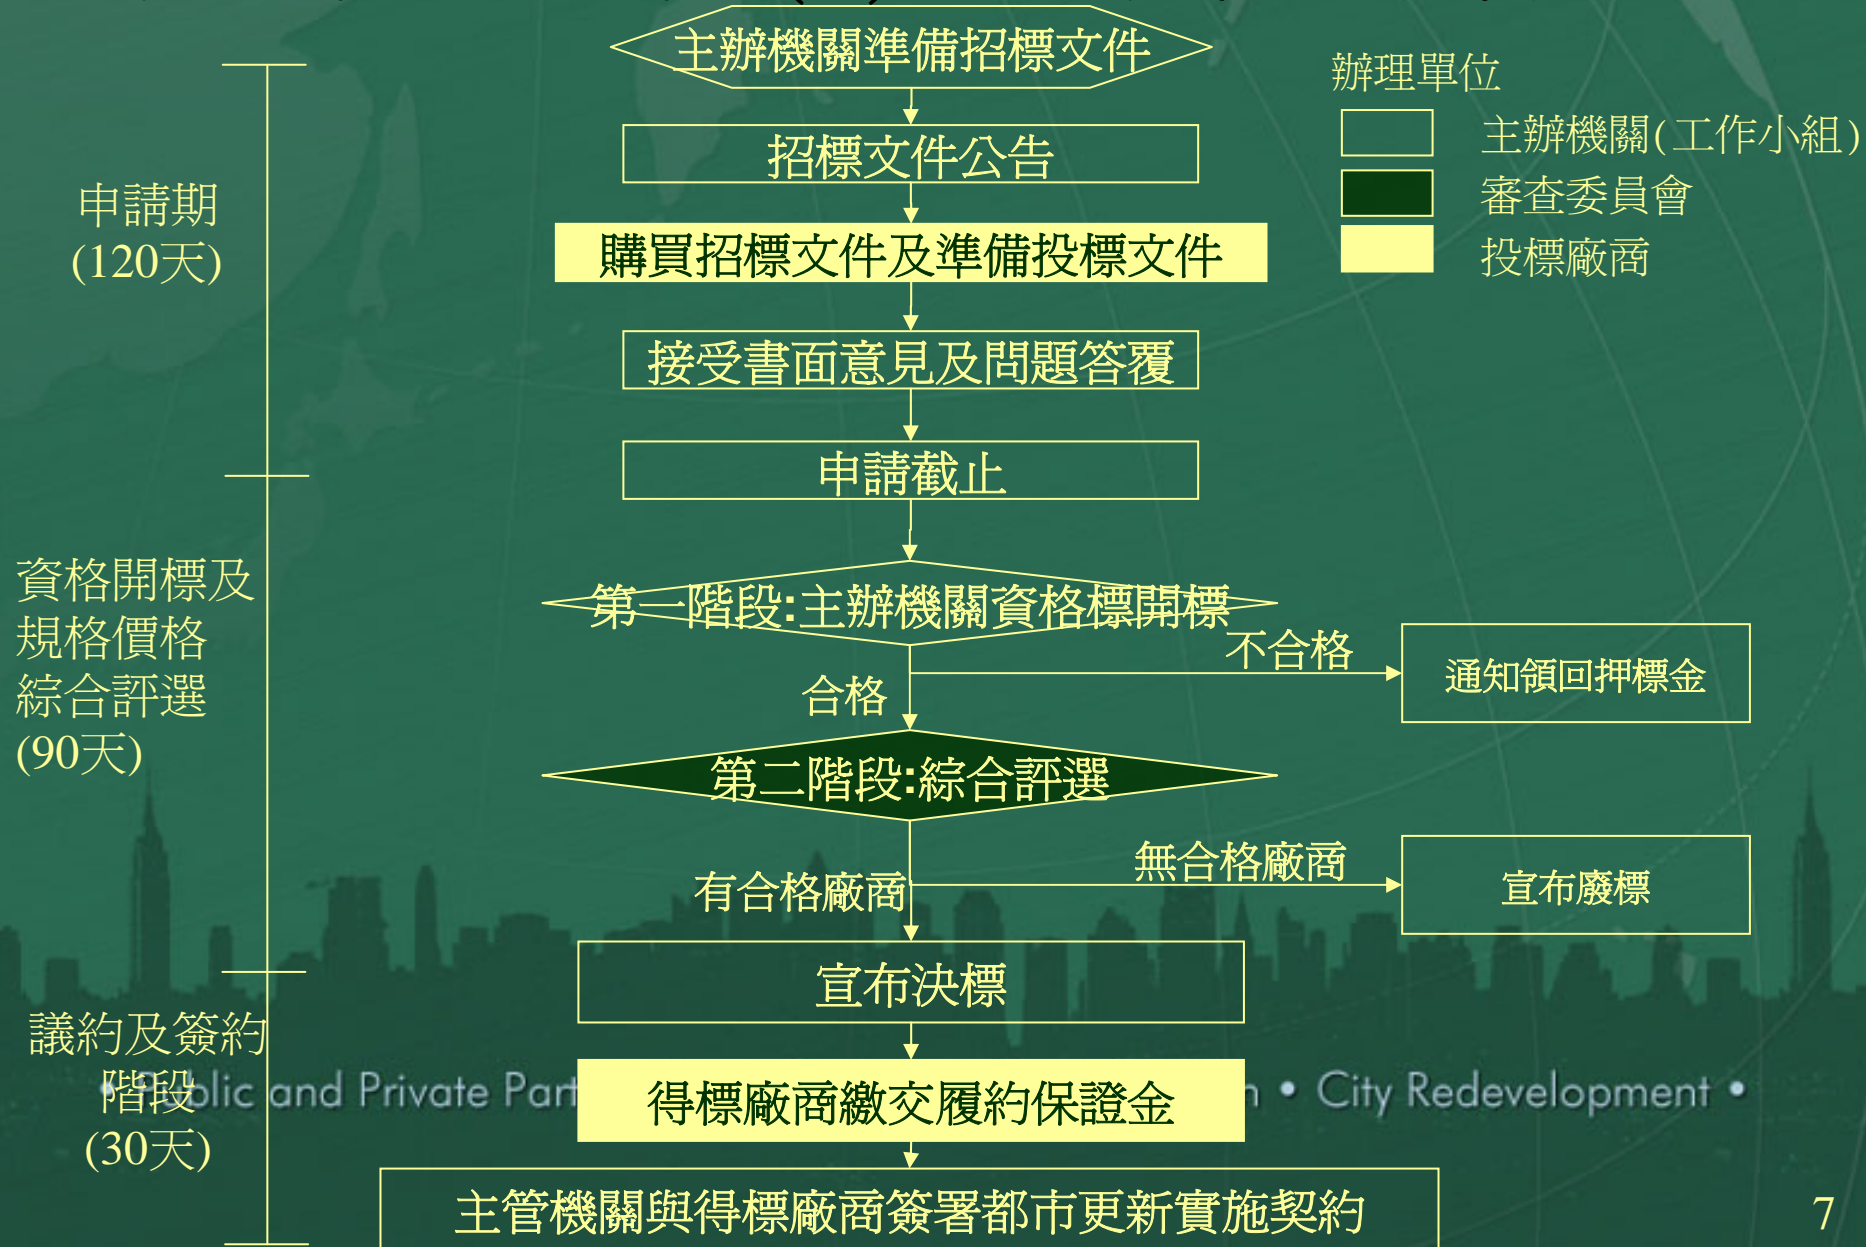 主辦機關準備招標文件
辦理單位
主辦機關(工作小組)
審查委員會
投標廠商
招標文件公告
購買招標文件及準備投標文件
接受書面意見及問題答覆
申請截止
申請期
(120天)
第一階段:主辦機關資格標開標
不合格
通知領回押標金
合格
資格開標及
規格價格
綜合評選
(90天)
第二階段:綜合評選
無合格廠商
宣布廢標
有合格廠商
宣布決標
議約及簽約
階段
(30天)
得標廠商繳交履約保證金
主管機關與得標廠商簽署都市更新實施契約
and Private
• City Redevelopment •
7